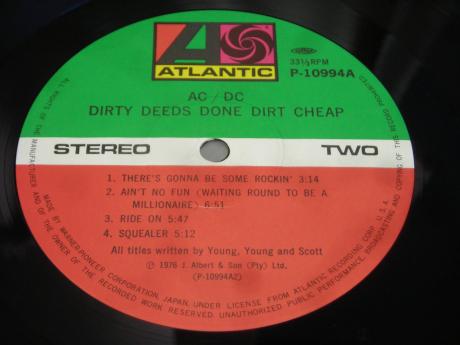 ATLANTIC
33⅓RPM
P-10994A
AC/DC
DIRTY DEEDS DONE DIRT CHEAP
STEREO
TWO
1. THERE'S GONNA BE SOME ROCKIN' 3:14
2. AIN'T NO FUN (WAITING ROUND TO BE A
MILLIONAIRE) 6:51
3. RIDE ON 5:47
4. SQUEALER 5:12
All titles written by Young, Young and Scott
Ⓟ 1976 J. Albert & Son (Pty) Ltd.
(P-10994A2)
ALL RIGHTS OF THE MANUFACTURER AND OF THE OWNER OF THE RECORDED WORK RESERVED. UNAUTHORIZED PUBLIC PERFORMANCE, BROADCASTING AND COPYING OF THIS PROHIBITED
MADE BY WARNER-PIONEER CORPORATION, JAPAN, UNDER LICENSE FROM ATLANTIC RECORDING CORP. U.S.A.